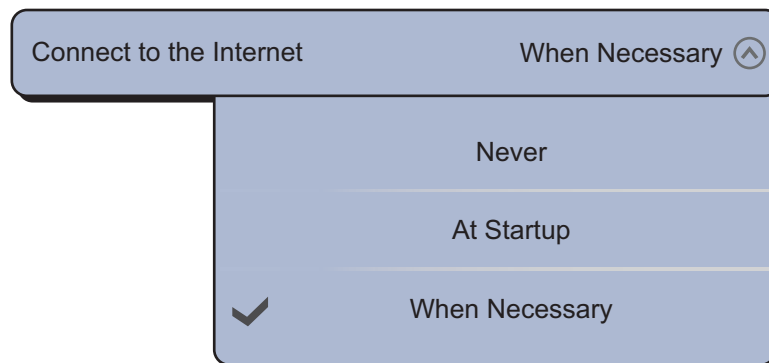 Connect to the Internet When Necessary
Never
At Startup
When Necessary